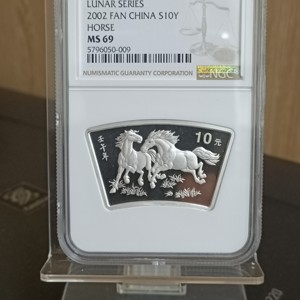 LUNAR SERIES
2002 FAN CHINA S10Y
HORSE
MS 69
5796050-009
NUMISMATIC GUARANTY CORPORATION
NGC
10元
壬午年